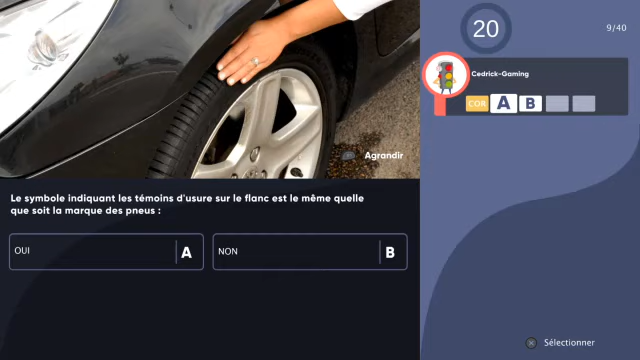 20
9/40
Cedrick-Gaming
COR A B
Agrandir
Le symbole indiquant les témoins d'usure sur le flanc est le même quelle
que soit la marque des pneus :
OUI A
NON B
Sélectionner